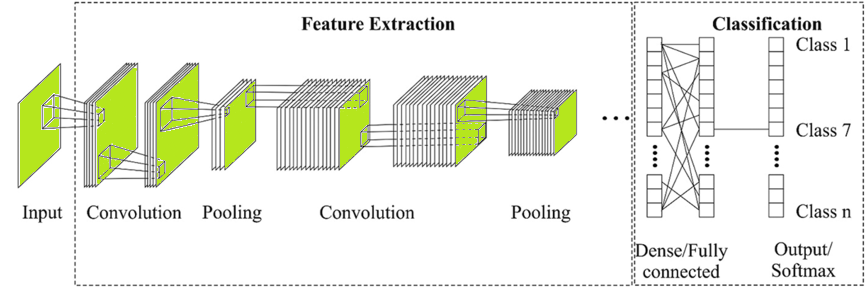 Feature Extraction
Classification
Class 1
Class 7
Class n
Input
Convolution
Pooling
Convolution
Pooling
Dense/Fully
connected
Output/
Softmax